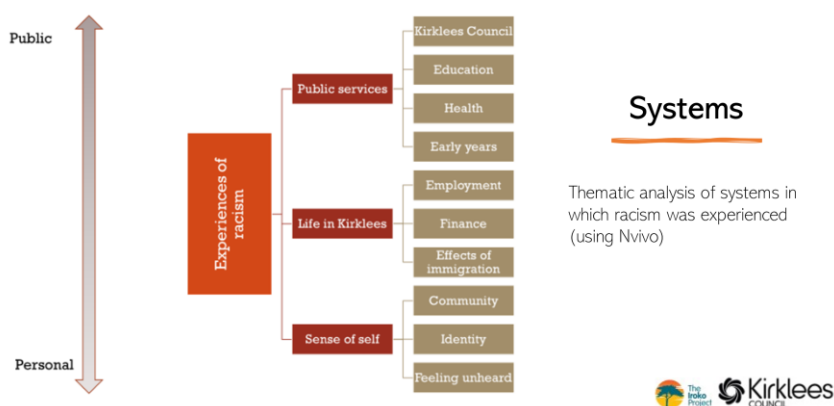 Public
Personal
Experiences of
racism
Public services
Life in Kirklees
Sense of self
Kirklees Council
Education
Health
Early years
Employment
Finance
Effects of
immigration
Community
Identity
Feeling unheard
Systems
Thematic analysis of systems in
which racism was experienced
(using Nvivo)
The
Iroko
Project
Kirklees
COUNCIL